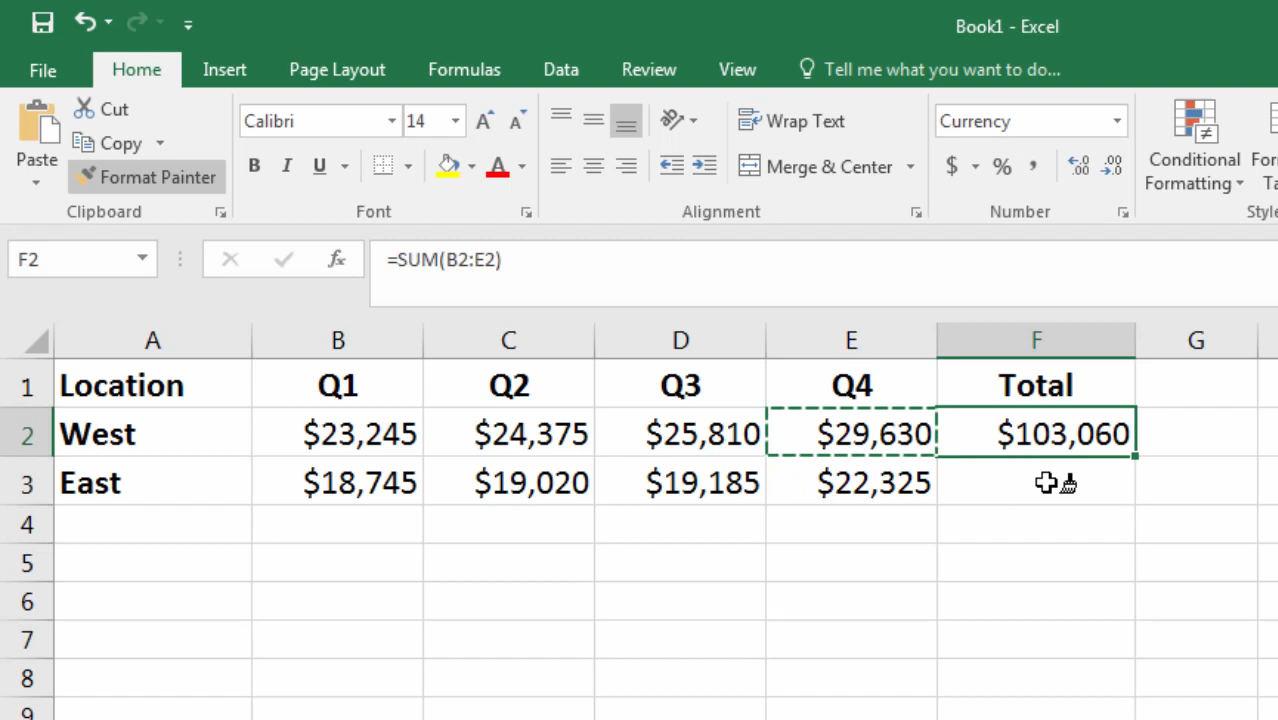 Book1 - Excel
File Home Insert Page Layout Formulas Data Review View Tell me what you want to do...
Paste Cut Copy Format Painter
Calibri 14
B I U A
Wrap Text
Merge & Center
Currency
$ % ,
Conditional
Formatting
Clipboard Font Alignment Number
F2 fx =SUM(B2:E2)
A B C D E F G
1 Location Q1 Q2 Q3 Q4 Total
2 West $23,245 $24,375 $25,810 $29,630 $103,060
3 East $18,745 $19,020 $19,185 $22,325
4
5
6
7
8